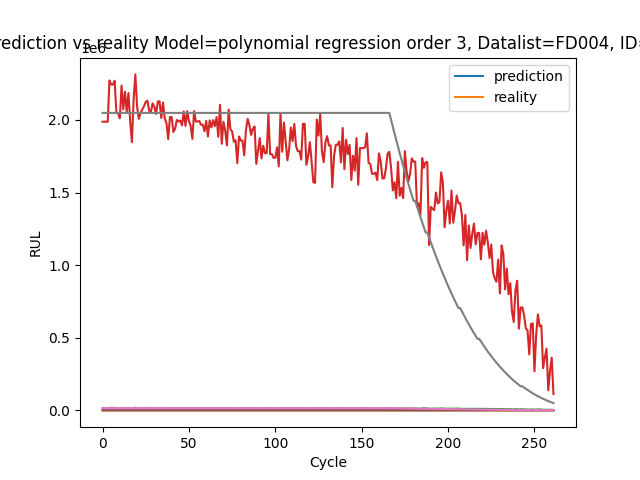 rediction vs reality Model=polynomial regression order 3, Datalist=FD004, ID=
1e6
prediction
reality
2.0
1.5
1.0
0.5
0.0
RUL
0 50 100 150 200 250
Cycle